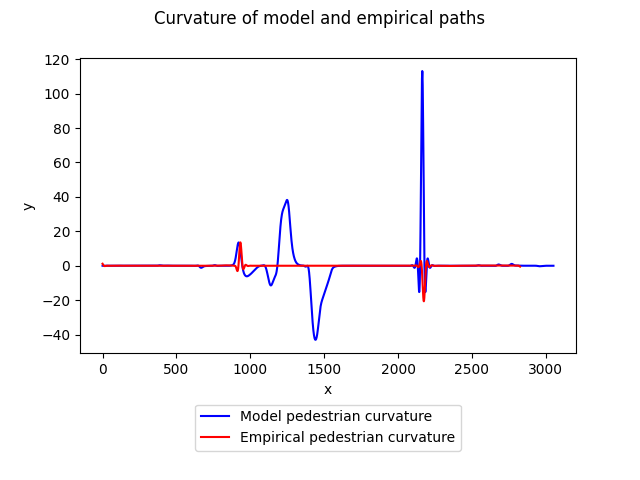 Curvature of model and empirical paths
120
100
80
60
40
20
0
−20
−40
y
0 500 1000 1500 2000 2500 3000
x
Model pedestrian curvature
Empirical pedestrian curvature